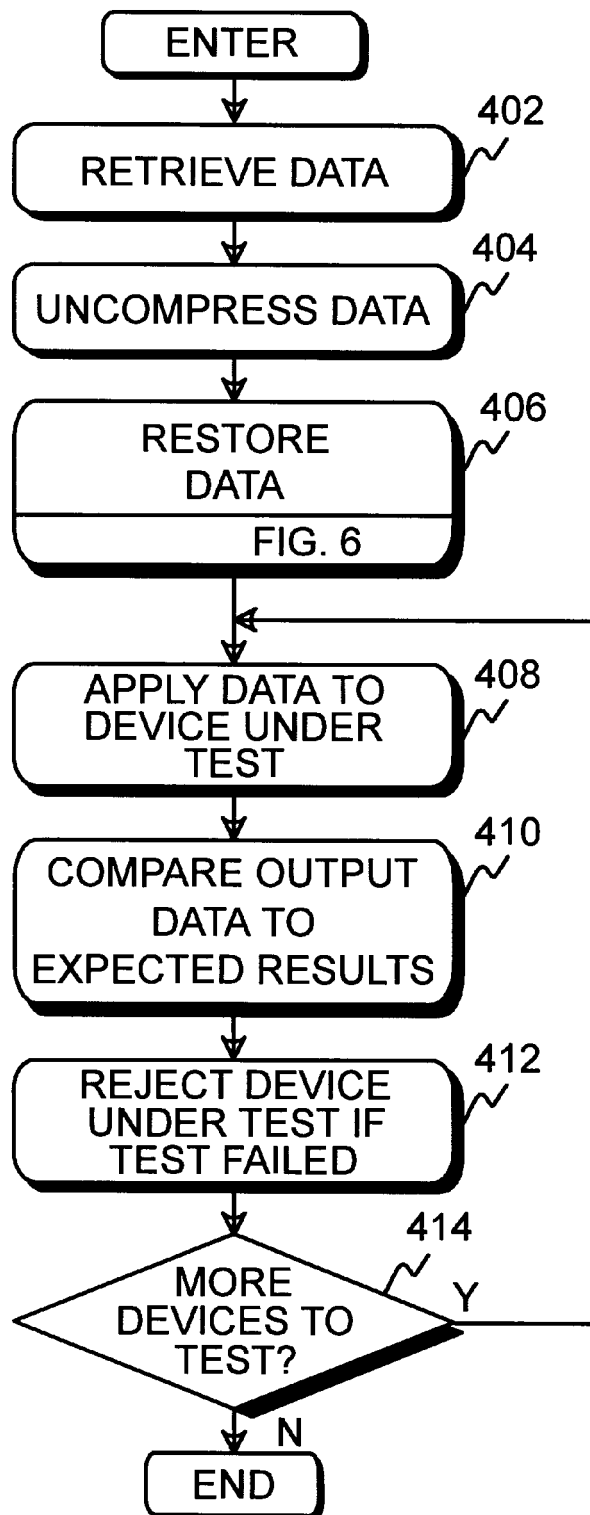 ENTER
402
RETRIEVE DATA
404
UNCOMPRESS DATA
406
RESTORE
DATA
FIG. 6
408
APPLY DATA TO
DEVICE UNDER
TEST
410
COMPARE OUTPUT
DATA TO
EXPECTED RESULTS
412
REJECT DEVICE
UNDER TEST IF
TEST FAILED
414
MORE
DEVICES TO
TEST?
Y
N
END